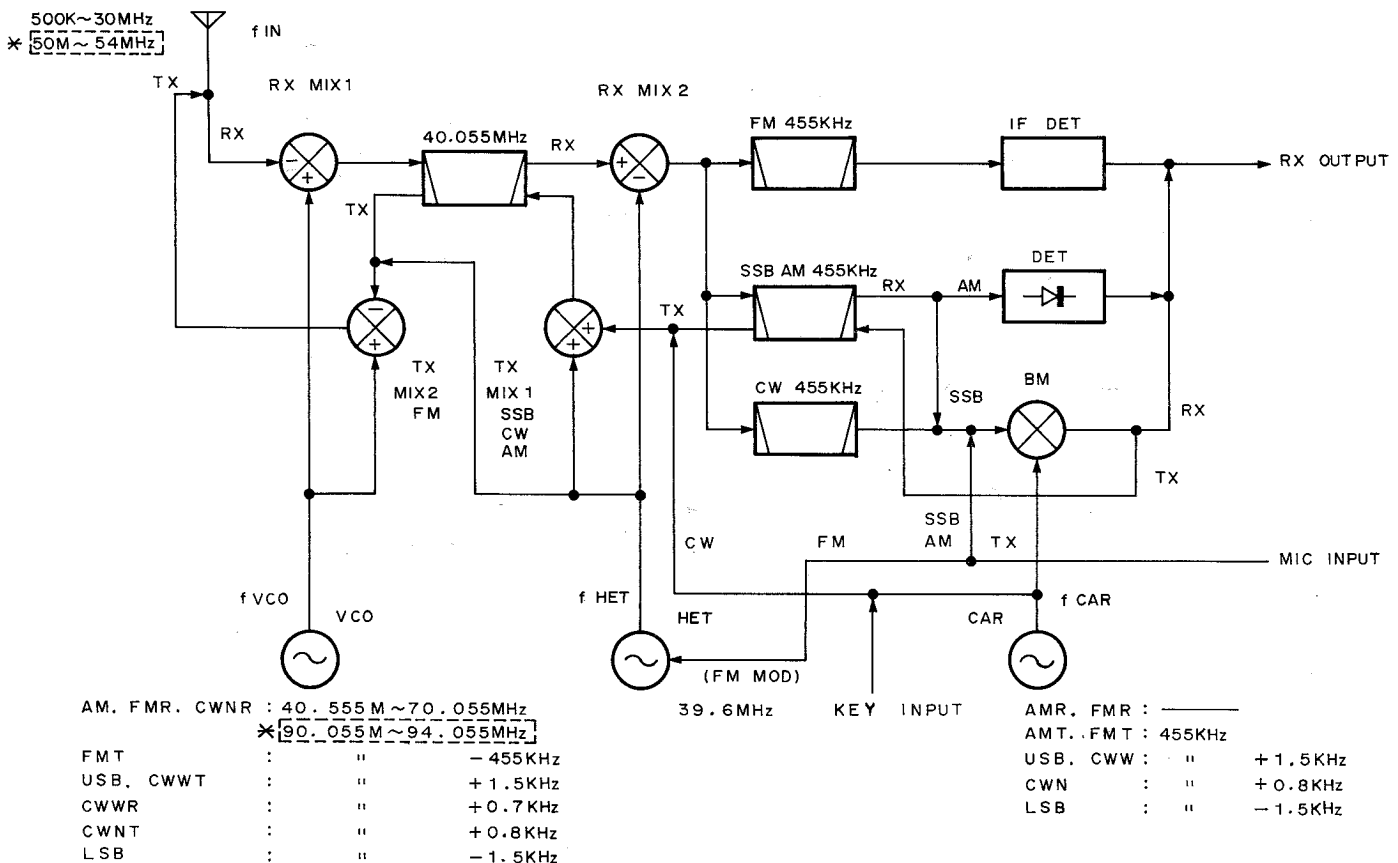 500K~30MHz
* 50M~54MHz
f IN
TX
RX MIX1
RX MIX2
RX
40.055MHz
RX
FM 455KHz
IF DET
RX OUTPUT
TX
SSB AM 455KHz
RX
AM
DET
TX
TX
MIX2
FM
TX
MIX 1
SSB
CW
AM
CW 455KHz
SSB
BM
RX
TX
CW
FM
SSB
AM
TX
MIC INPUT
f VCO
VCO
f HET
HET
CAR
f CAR
(FM MOD)
39.6MHz
KEY INPUT
AM. FMR. CWNR : 40.555M~70.055MHz
* 90.055M~94.055MHz
FMT : " -455KHz
USB. CWWT : " +1.5KHz
CWWR : " +0.7KHz
CWNT : " +0.8KHz
LSB : " -1.5KHz
AMR. FMR : ———
AMT. FMT : 455KHz
USB. CWW : " +1.5KHz
CWN : " +0.8KHz
LSB : " -1.5KHz